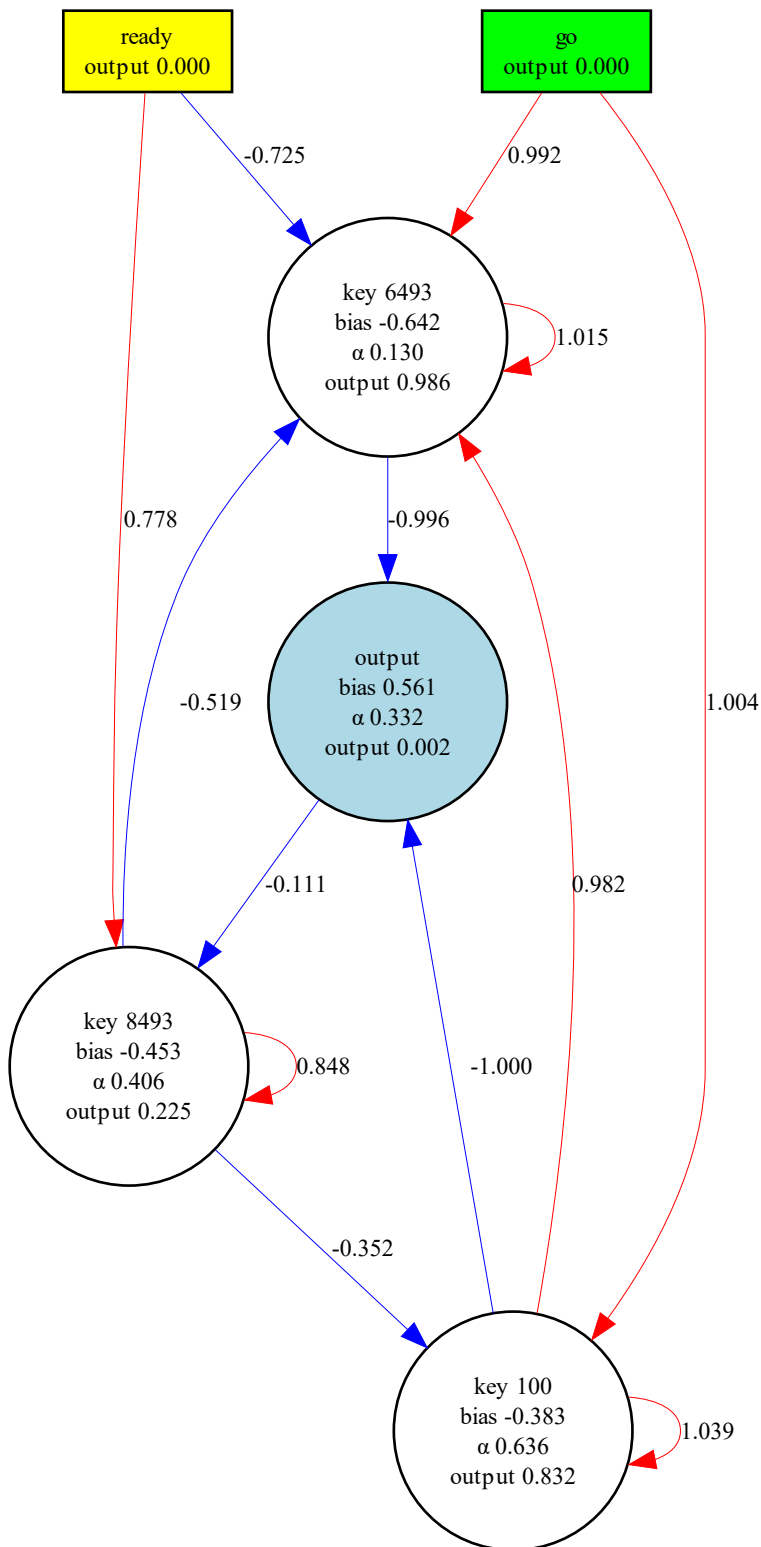 ready
output 0.000
go
output 0.000
-0.725
0.992
key 6493
bias -0.642
α 0.130
output 0.986
1.015
0.778
-0.996
output
bias 0.561
α 0.332
output 0.002
-0.519
1.004
-0.111
0.982
key 8493
bias -0.453
α 0.406
output 0.225
0.848
-1.000
-0.352
key 100
bias -0.383
α 0.636
output 0.832
1.039